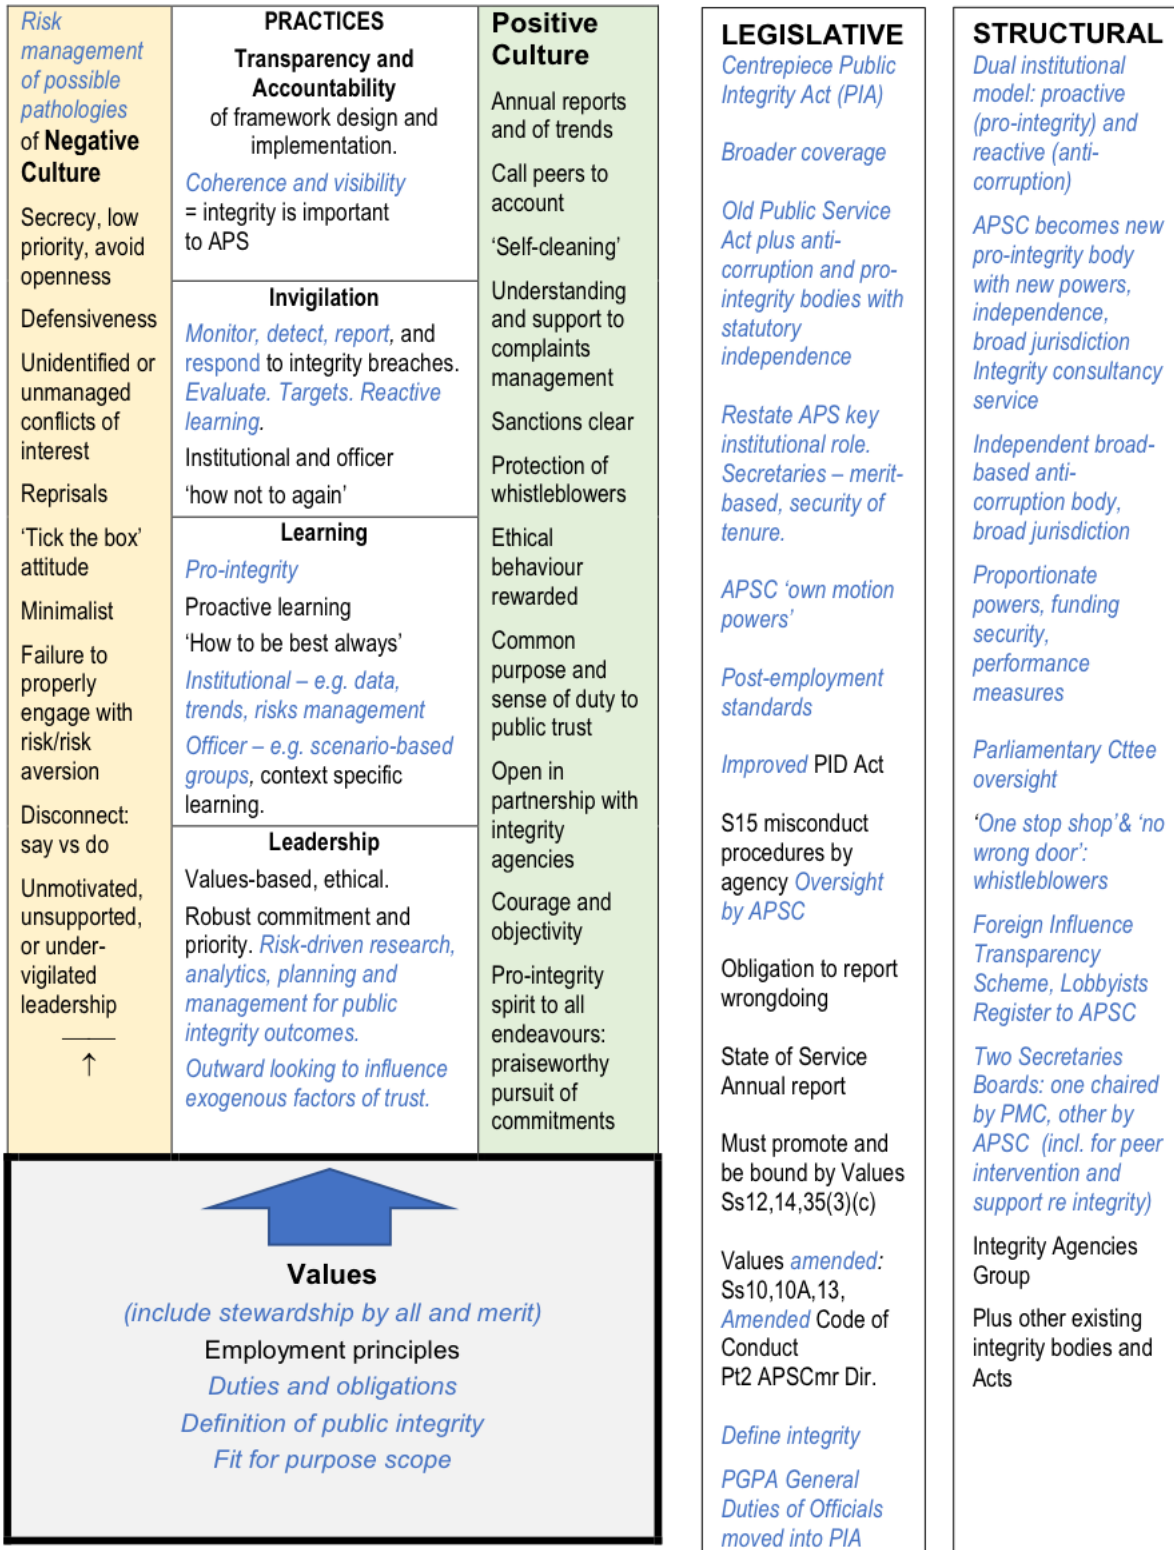 Risk
management
of possible
pathologies
of Negative
Culture
Secrecy, low
priority, avoid
openness
Defensiveness
Unidentified or
unmanaged
conflicts of
interest
Reprisals
‘Tick the box’
attitude
Minimalist
Failure to
properly
engage with
risk/risk
aversion
Disconnect:
say vs do
Unmotivated,
unsupported,
or under-
vigilated
leadership
↑
PRACTICES
Transparency and
Accountability
of framework design and
implementation.
Coherence and visibility
= integrity is important
to APS
Invigilation
Monitor, detect, report, and
respond to integrity breaches.
Evaluate. Targets. Reactive
learning.
Institutional and officer
‘how not to again’
Learning
Pro-integrity
Proactive learning
‘How to be best always’
Institutional – e.g. data,
trends, risks management
Officer – e.g. scenario-based
groups, context specific
learning.
Leadership
Values-based, ethical.
Robust commitment and
priority. Risk-driven research,
analytics, planning and
management for public
integrity outcomes.
Outward looking to influence
exogenous factors of trust.
Positive
Culture
Annual reports
and of trends
Call peers to
account
‘Self-cleaning’
Understanding
and support to
complaints
management
Sanctions clear
Protection of
whistleblowers
Ethical
behaviour
rewarded
Common
purpose and
sense of duty to
public trust
Open in
partnership with
integrity
agencies
Courage and
objectivity
Pro-integrity
spirit to all
endeavours:
praiseworthy
pursuit of
commitments
Values
(include stewardship by all and merit)
Employment principles
Duties and obligations
Definition of public integrity
Fit for purpose scope
LEGISLATIVE
Centrepiece Public
Integrity Act (PIA)
Broader coverage
Old Public Service
Act plus anti-
corruption and pro-
integrity bodies with
statutory
independence
Restate APS key
institutional role.
Secretaries – merit-
based, security of
tenure.
APSC ‘own motion
powers’
Post-employment
standards
Improved PID Act
S15 misconduct
procedures by
agency Oversight
by APSC
Obligation to report
wrongdoing
State of Service
Annual report
Must promote and
be bound by Values
Ss12,14,35(3)(c)
Values amended:
Ss10,10A,13,
Amended Code of
Conduct
Pt2 APSCmr Dir.
Define integrity
PGPA General
Duties of Officials
moved into PIA
STRUCTURAL
Dual institutional
model: proactive
(pro-integrity) and
reactive (anti-
corruption)
APSC becomes new
pro-integrity body
with new powers,
independence,
broad jurisdiction
Integrity consultancy
service
Independent broad-
based anti-
corruption body,
broad jurisdiction
Proportionate
powers, funding
security,
performance
measures
Parliamentary Cttee
oversight
‘One stop shop’& ‘no
wrong door’:
whistleblowers
Foreign Influence
Transparency
Scheme, Lobbyists
Register to APSC
Two Secretaries
Boards: one chaired
by PMC, other by
APSC (incl. for peer
intervention and
support re integrity)
Integrity Agencies
Group
Plus other existing
integrity bodies and
Acts